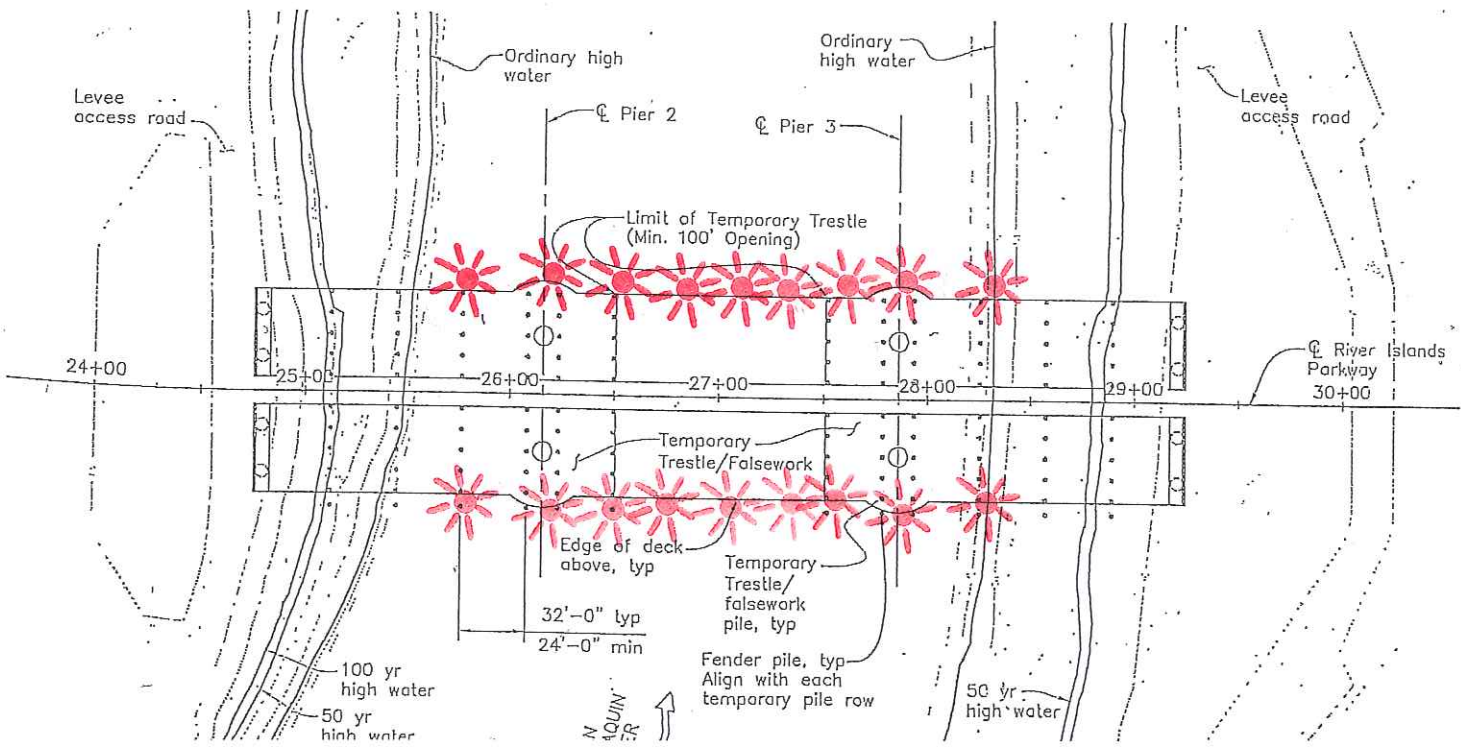 Ordinary high
water
Ordinary
high water
Levee
access road
Levee
access road
℄ Pier 2
℄ Pier 3
Limit of Temporary Trestle
(Min. 100' Opening)
24+00
25+00
26+00
27+00
28+00
29+00
30+00
℄ River Islands
Parkway
Temporary
Trestle/Falsework
Edge of deck
above, typ
Temporary
Trestle/
falsework
pile, typ
32'-0" typ
24'-0" min
Fender pile, typ
Align with each
temporary pile row
100 yr
high water
50 yr
high water
50 yr
high water
N
AQUIN
ER